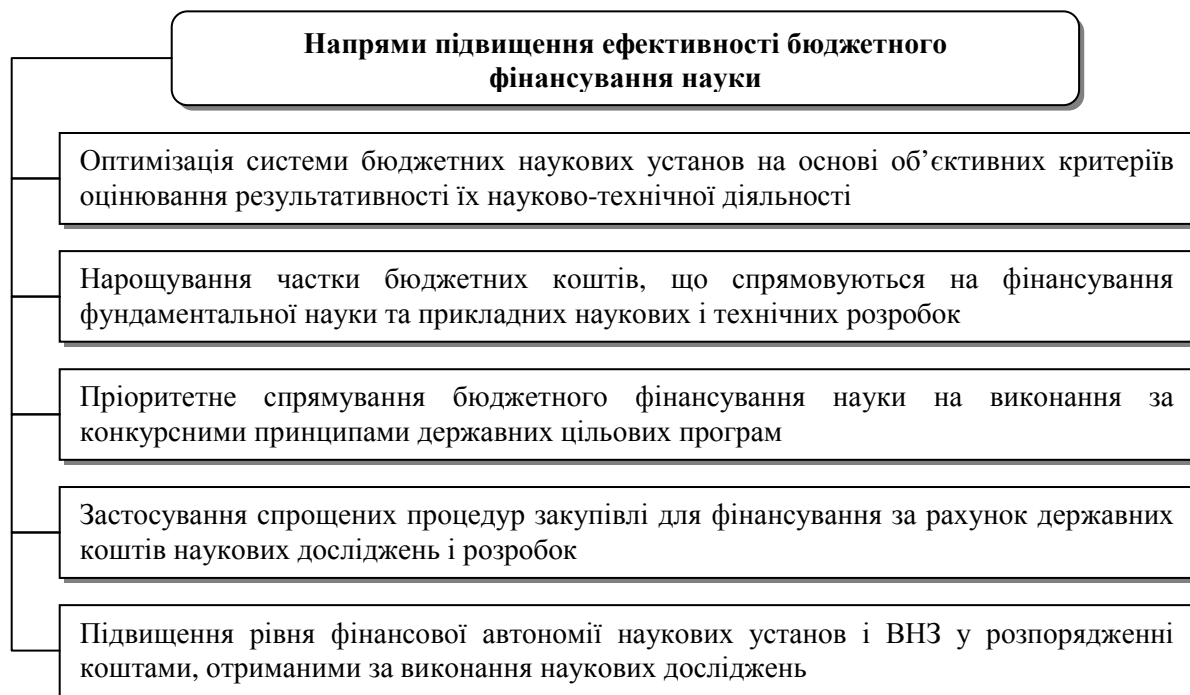 Напрями підвищення ефективності бюджетного
фінансування науки
Оптимізація системи бюджетних наукових установ на основі об’єктивних критеріїв
оцінювання результативності їх науково-технічної діяльності
Нарощування частки бюджетних коштів, що спрямовуються на фінансування
фундаментальної науки та прикладних наукових і технічних розробок
Пріоритетне спрямування бюджетного фінансування науки на виконання за
конкурсними принципами державних цільових програм
Застосування спрощених процедур закупівлі для фінансування за рахунок державних
коштів наукових досліджень і розробок
Підвищення рівня фінансової автономії наукових установ і ВНЗ у розпорядженні
коштами, отриманими за виконання наукових досліджень